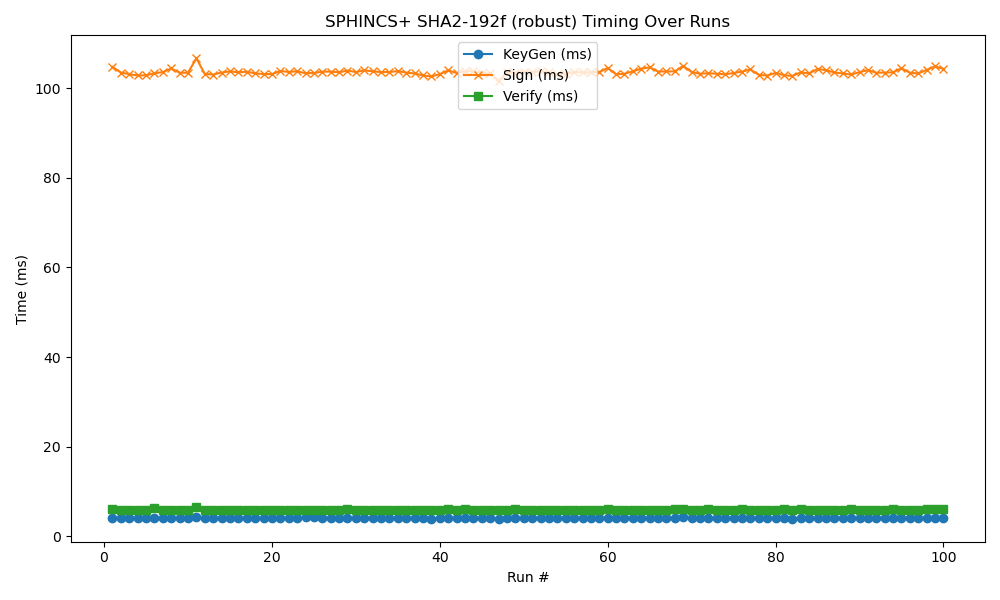 SPHINCS+ SHA2-192f (robust) Timing Over Runs
KeyGen (ms)
Sign (ms)
Verify (ms)
Time (ms)
100
80
60
40
20
0
0 20 40 60 80 100
Run #